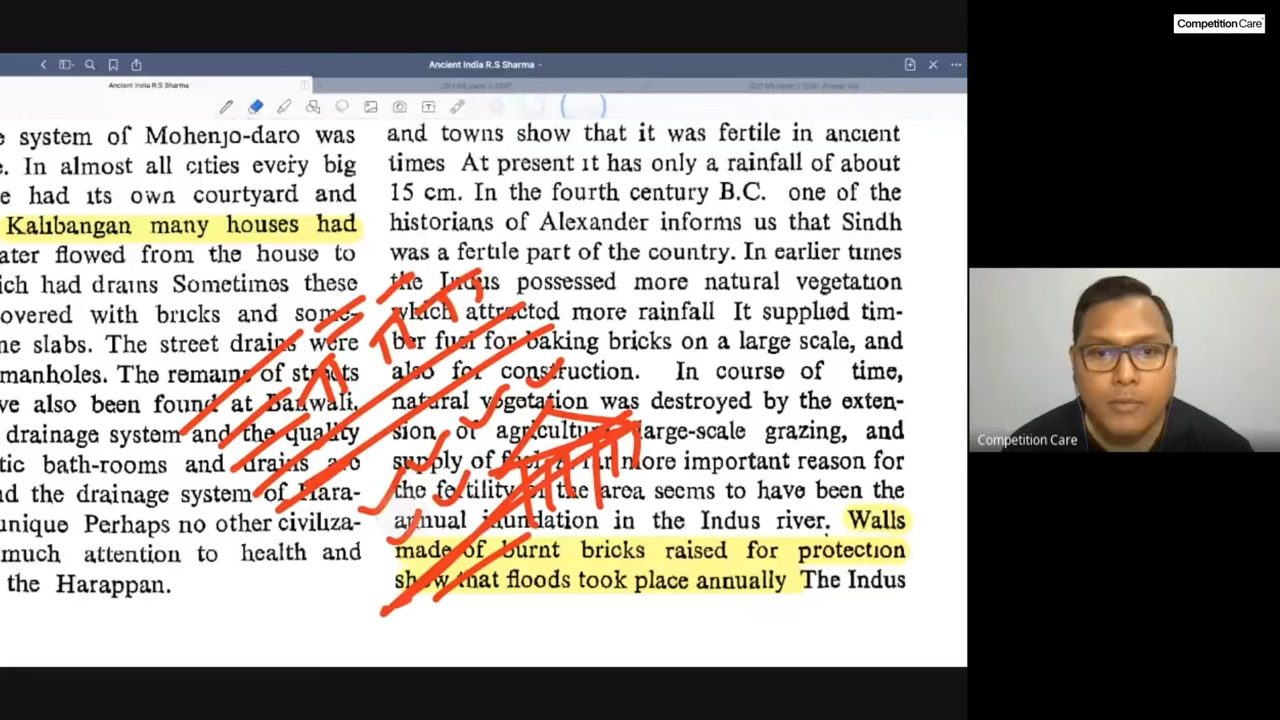 CompetitionCare
Ancient India R.S Sharma
Ancient India R.S Sharma
e system of Mohenjo-daro was
e. In almost all cities every big
e had its own courtyard and
Kalibangan many houses had
ater flowed from the house to
ich had drains Sometimes these
overed with bricks and some-
ne slabs. The street drains were
manholes. The remains of streets
ve also been found at Banwali.
drainage system and the quality
tic bath-rooms and drains are
nd the drainage system of Hara-
unique Perhaps no other civiliza-
much attention to health and
the Harappan.
and towns show that it was fertile in ancient
times At present it has only a rainfall of about
15 cm. In the fourth century B.C. one of the
historians of Alexander informs us that Sindh
was a fertile part of the country. In earlier times
the Indus possessed more natural vegetation
which attracted more rainfall It supplied tim-
ber fuel for baking bricks on a large scale, and
also for construction. In course of time,
natural vegetation was destroyed by the exten-
sion of agriculture, large-scale grazing, and
supply of fuel. A far more important reason for
the fertility of the area seems to have been the
annual inundation in the Indus river. Walls
made of burnt bricks raised for protection
show that floods took place annually The Indus
Competition Care